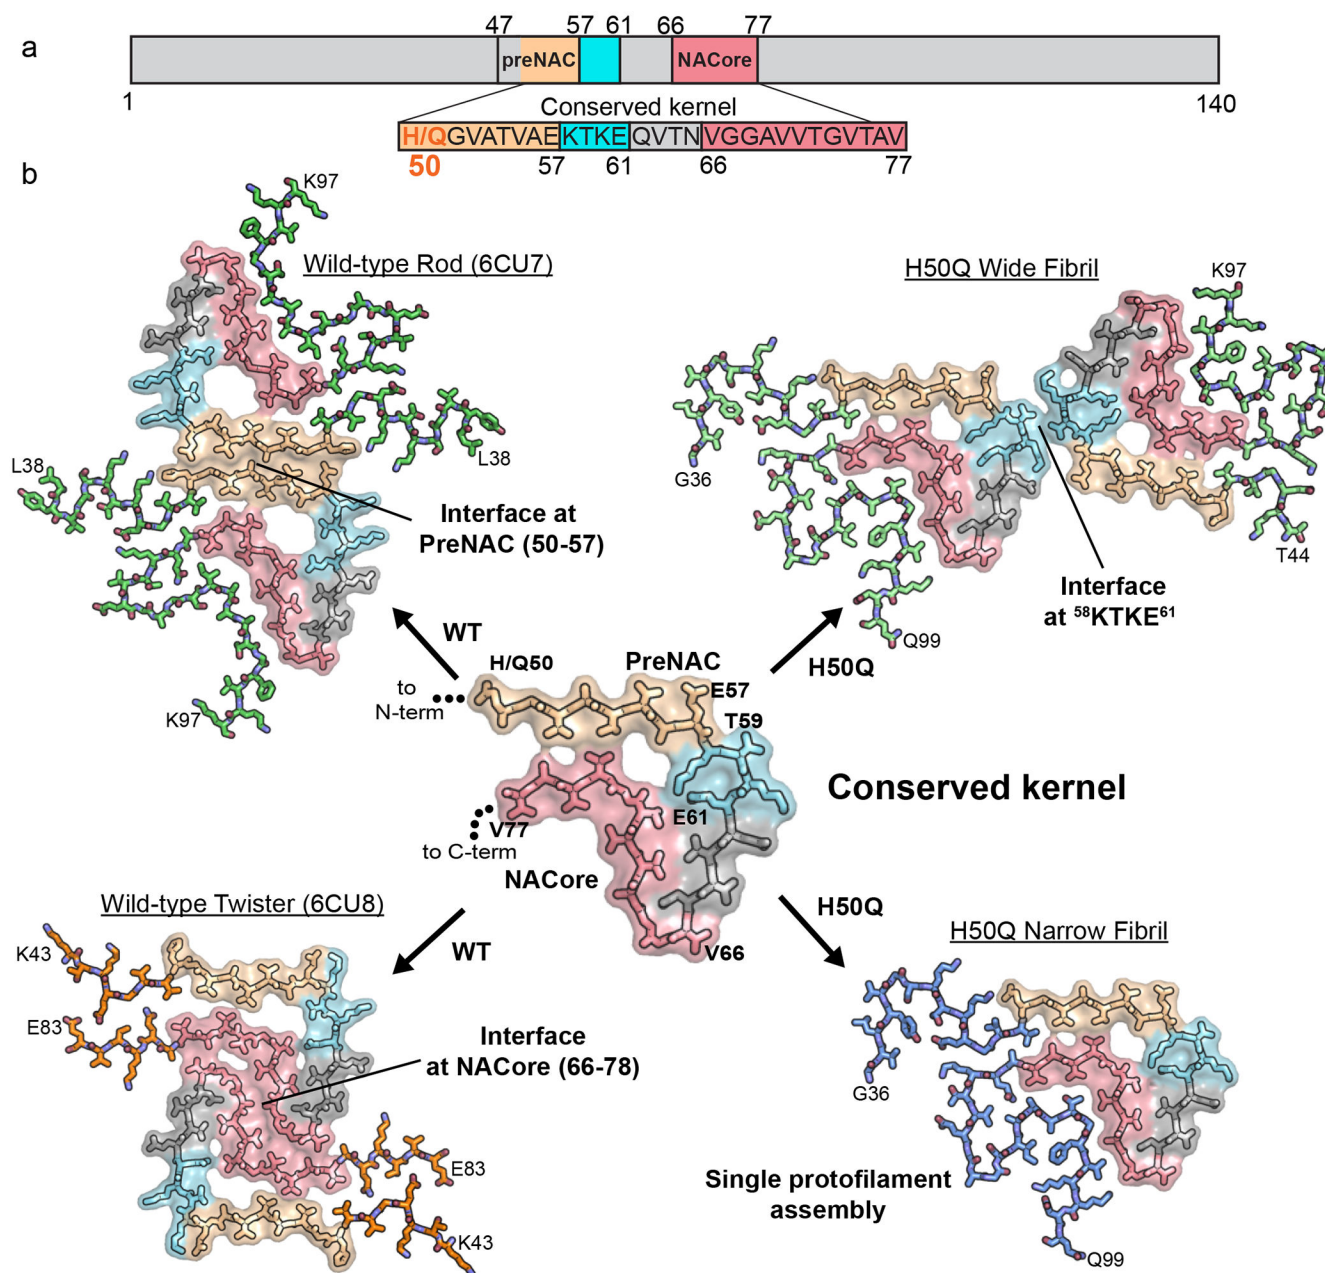 a
47 57 61 66 77
preNAC NACore
1 140
Conserved kernel
H/QGVATVAEKTKEQVTNVGGAVVTGVTAV
50 57 61 66 77
b
K97
Wild-type Rod (6CU7)
L38
L38
Interface at
PreNAC (50-57)
K97
WT
H50Q Wide Fibril
K97
G36
T44
Interface
at ⁵⁸KTKE⁶¹
Q99
H50Q
H/Q50
PreNAC
E57
T59
to
N-term
Conserved kernel
E61
V77
to C-term
NACore
V66
Wild-type Twister (6CU8)
WT
K43
E83
Interface
at NACore (66-78)
E83
K43
H50Q
H50Q Narrow Fibril
G36
Single protofilament
assembly
Q99